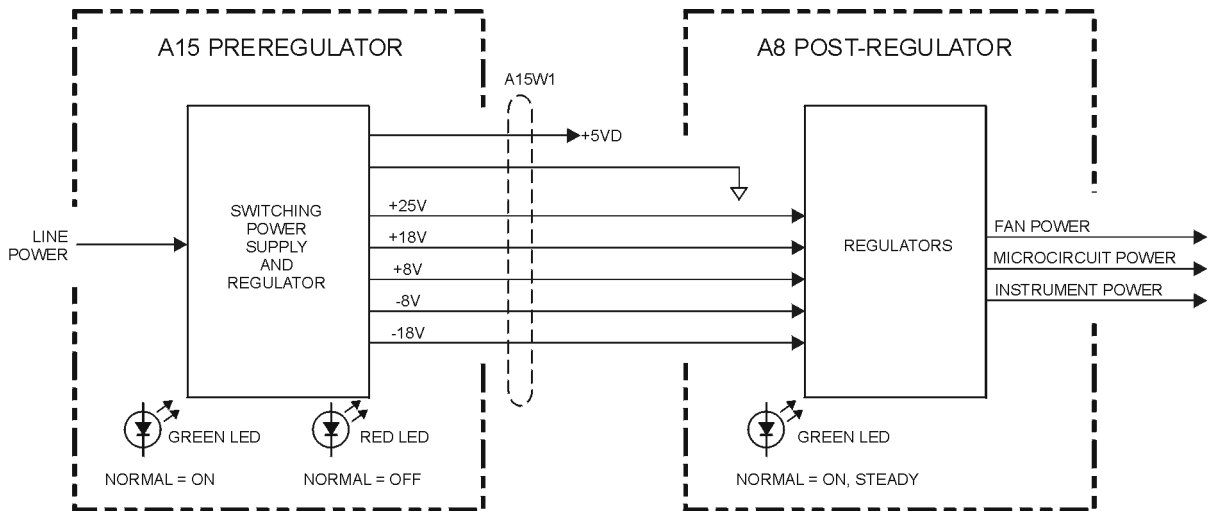 A15 PREREGULATOR
A8 POST-REGULATOR
A15W1
+5VD
SWITCHING
POWER
SUPPLY
AND
REGULATOR
LINE
POWER
+25V
+18V
+8V
-8V
-18V
REGULATORS
FAN POWER
MICROCIRCUIT POWER
INSTRUMENT POWER
GREEN LED
RED LED
GREEN LED
NORMAL = ON
NORMAL = OFF
NORMAL = ON, STEADY